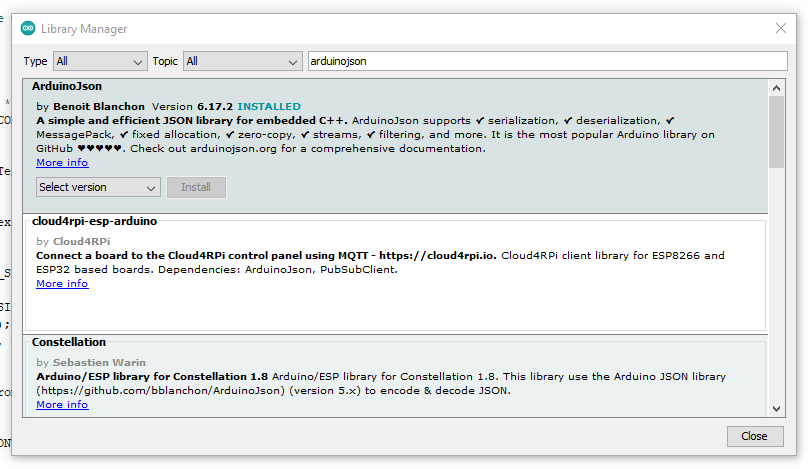 Library Manager
Type All Topic All arduinojson
ArduinoJson
by Benoit Blanchon Version 6.17.2 INSTALLED
A simple and efficient JSON library for embedded C++. ArduinoJson supports ✔ serialization, ✔ deserialization, ✔
MessagePack, ✔ fixed allocation, ✔ zero-copy, ✔ streams, ✔ filtering, and more. It is the most popular Arduino library on
GitHub ♥♥♥♥♥. Check out arduinojson.org for a comprehensive documentation.
More info
Select version Install
cloud4rpi-esp-arduino
by Cloud4RPi
Connect a board to the Cloud4RPi control panel using MQTT - https://cloud4rpi.io. Cloud4RPi client library for ESP8266 and
ESP32 based boards. Dependencies: ArduinoJson, PubSubClient.
More info
Constellation
by Sebastien Warin
Arduino/ESP library for Constellation 1.8 Arduino/ESP library for Constellation 1.8. This library use the Arduino JSON library
(https://github.com/bblanchon/ArduinoJson) (version 5.x) to encode & decode JSON.
More info
Close